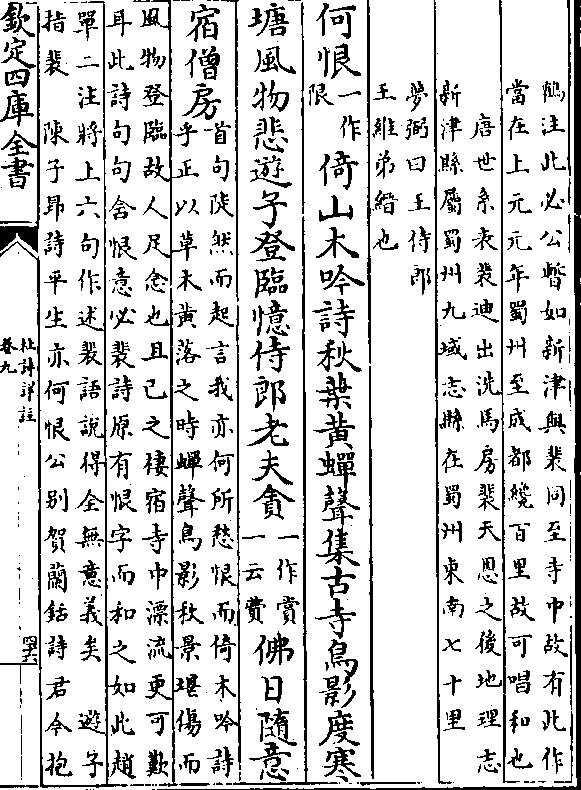 鶴注此必公暫如新津與裴同至寺中故有此作
當在上元元年蜀州至成都纔百里故可唱和也
唐世系表裴迪出洗馬房裴天恩之後地理志
新津縣屬蜀州九域志縣在蜀州東南七十里
夢弼曰王侍郎
王維弟縉也
何恨一作限倚山木吟詩秋葉黄蟬聲集古寺鳥影度寒
塘風物悲遊子登臨憶侍郎老夫貪一作賞一云費佛日隨意
宿僧房首句陡然而起言我亦何所愁恨而倚木吟詩乎正以草木黄落之時蟬聲鳥影秋景堪傷而
風物登臨故人足念也且己之棲宿寺中漂流更可歎
耳此詩句句含恨意必裴詩原有恨字而和之如此趙
單二注將上六句作述裴語說得全無意義矣 遊子
指裴 陳子昻詩平生亦何恨公别賀蘭銛詩君今抱
欽定四庫全書
杜詩詳註
卷九
四六